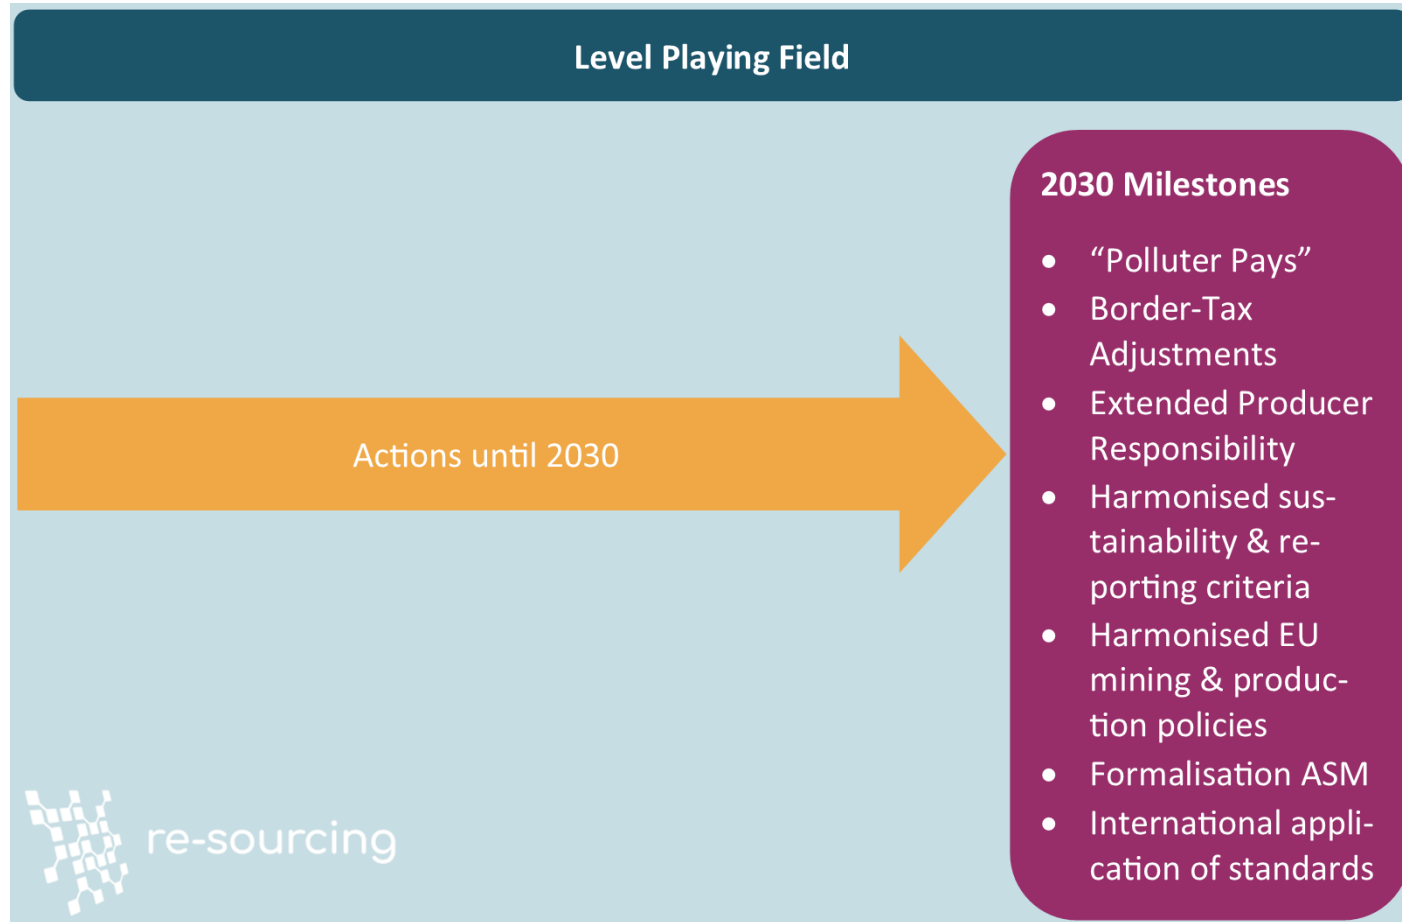 Level Playing Field
Actions until 2030
2030 Milestones
• “Polluter Pays”
• Border-Tax
Adjustments
• Extended Producer
Responsibility
• Harmonised sus-
tainability & re-
porting criteria
• Harmonised EU
mining & produc-
tion policies
• Formalisation ASM
• International appli-
cation of standards
re-sourcing